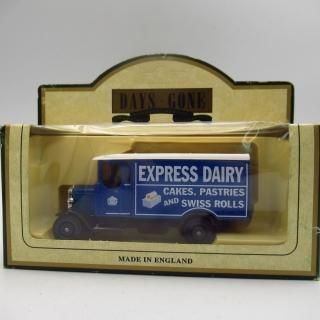 DAYS-GONE
EXPRESS DAIRY
CAKES, PASTRIES
AND SWISS ROLLS
MADE IN ENGLAND